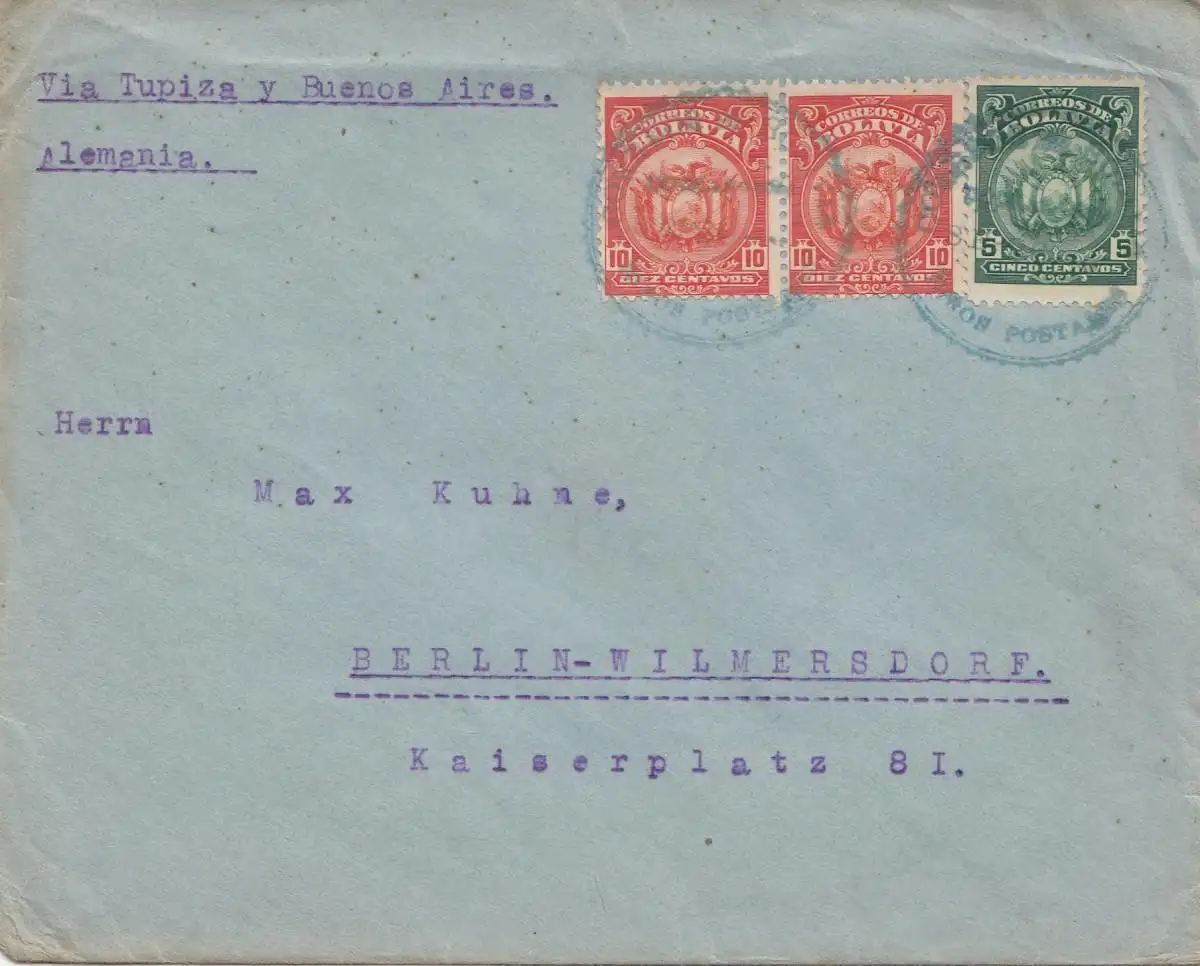 Via Tupiza y Buenos Aires.
Alemania.
CORREOS DE
BOLIVIA
10 10
DIEZ CENTAVOS
CORREOS DE
BOLIVIA
10 10
DIEZ CENTAVOS
CORREOS DE
BOLIVIA
5 5
CINCO CENTAVOS
Herrn
Max Kuhne,
BERLIN-WILMERSDORF.
Kaiserplatz 8I.